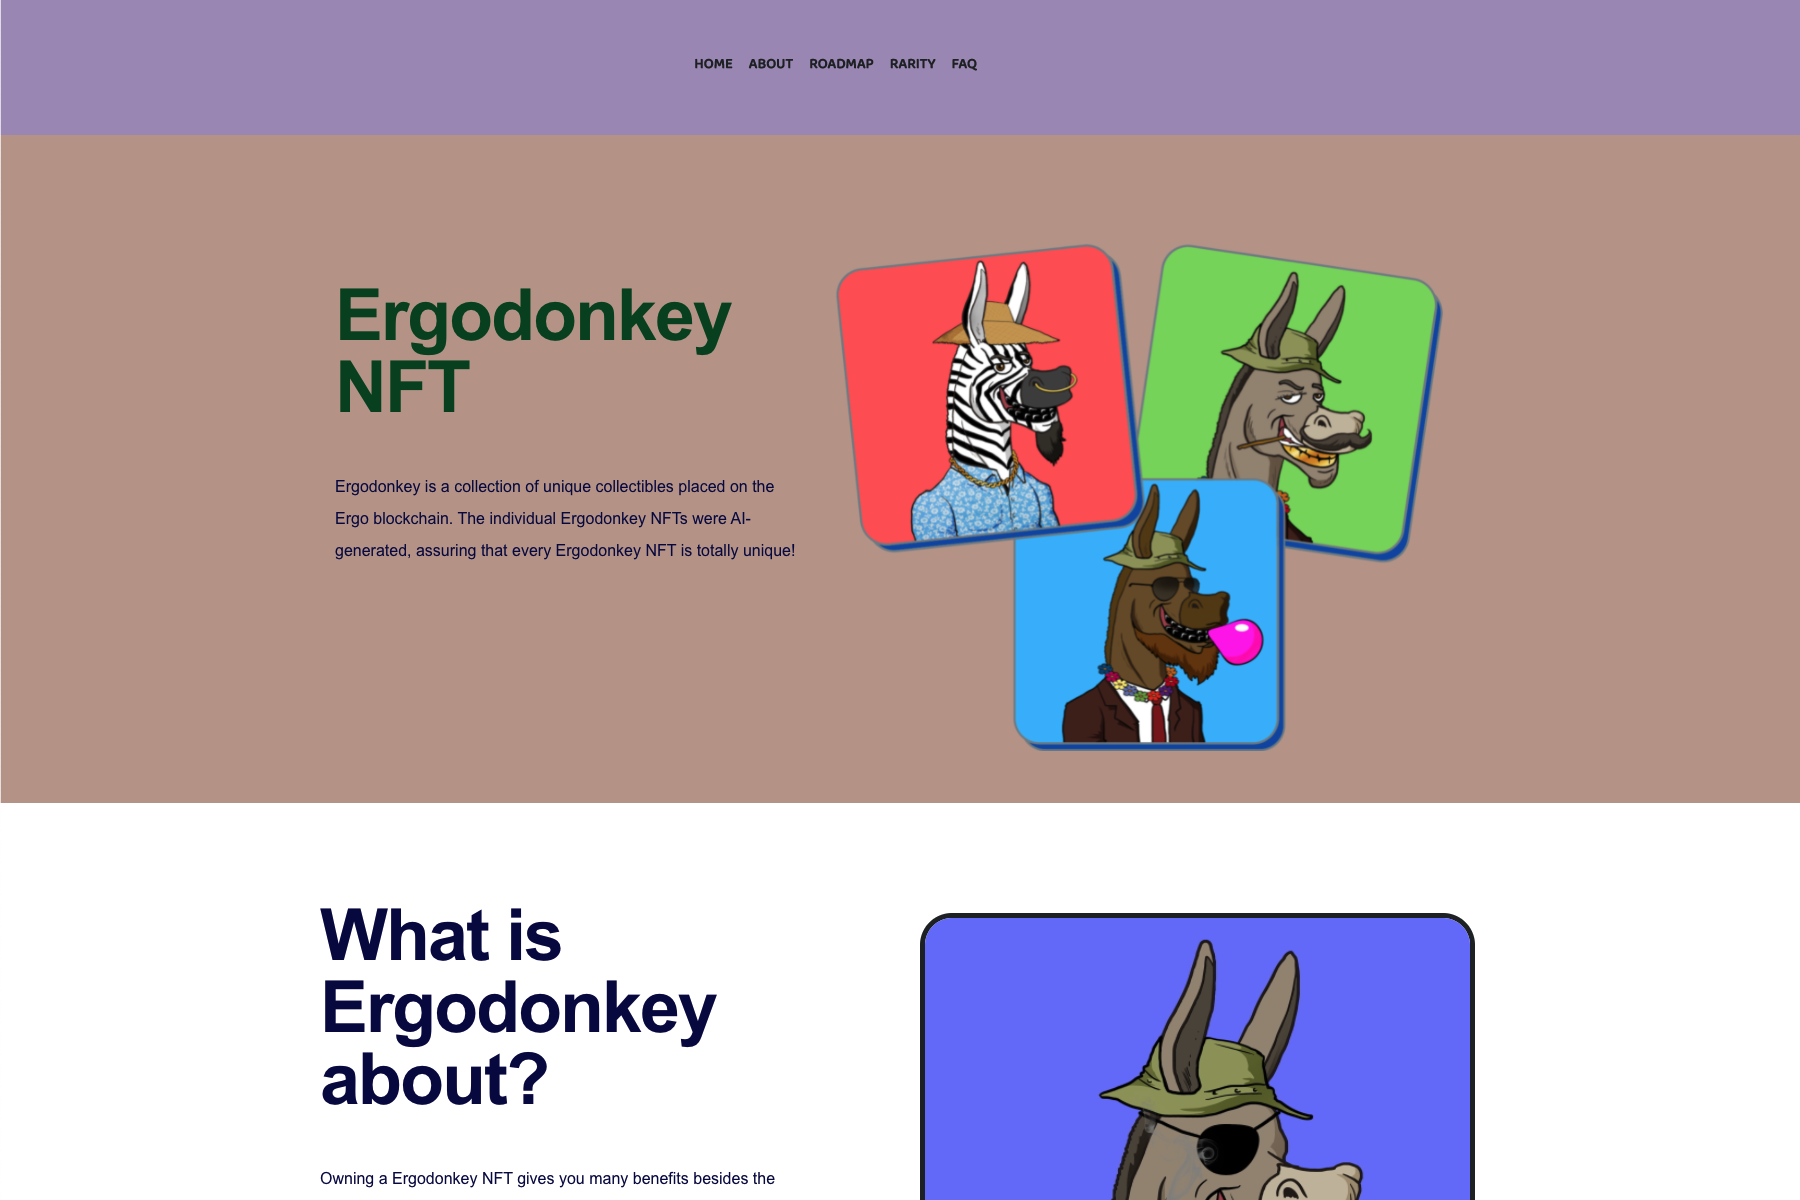 HOME ABOUT ROADMAP RARITY FAQ
Ergodonkey
NFT
Ergodonkey is a collection of unique collectibles placed on the
Ergo blockchain. The individual Ergodonkey NFTs were AI-
generated, assuring that every Ergodonkey NFT is totally unique!
What is
Ergodonkey
about?
Owning a Ergodonkey NFT gives you many benefits besides the